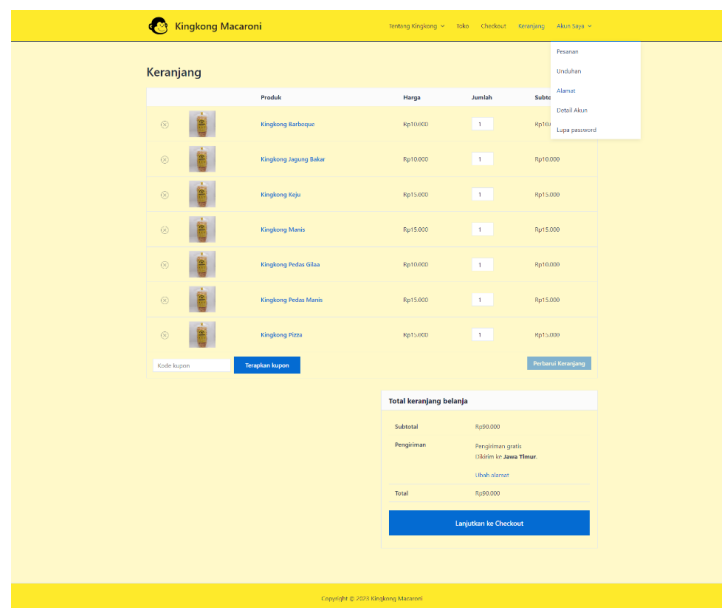 Kingkong Macaroni
Tentang Kingkong Toko Checkout Keranjang Akun Saya
Pesanan
Unduhan
Alamat
Detail Akun
Lupa password
Keranjang
Produk Harga Jumlah
Kingkong Barbeque Rp10.000 1
Kingkong Jagung Bakar Rp10.000 1 Rp10.000
Kingkong Keju Rp15.000 1 Rp15.000
Kingkong Manis Rp15.000 1 Rp15.000
Kingkong Pedas Gilaa Rp10.000 1 Rp10.000
Kingkong Pedas Manis Rp15.000 1 Rp15.000
Kingkong Pizza Rp15.000 1 Rp15.000
Kode kupon Terapkan kupon Perbarui Keranjang
Total keranjang belanja
Subtotal Rp90.000
Pengiriman Pengiriman gratis
Dikirim ke Jawa Timur.
Ubah alamat
Total Rp90.000
Lanjutkan ke Checkout
Copyright © 2023 Kingkong Macaroni